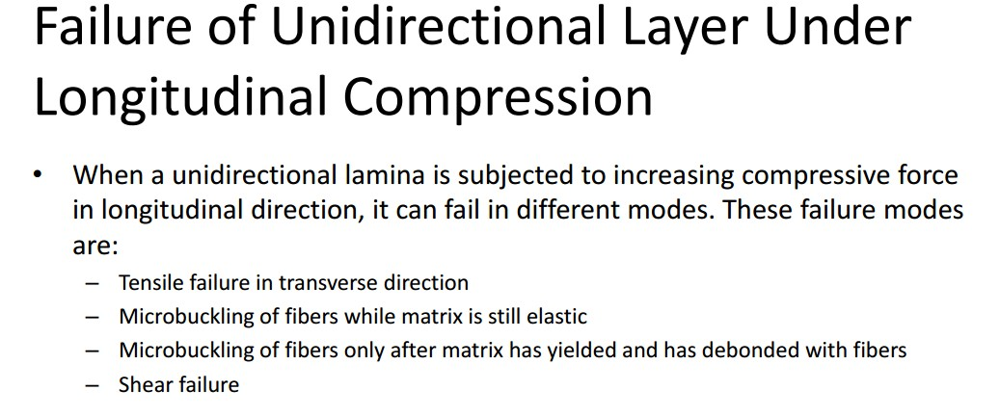 Failure of Unidirectional Layer Under
Longitudinal Compression
• When a unidirectional lamina is subjected to increasing compressive force
in longitudinal direction, it can fail in different modes. These failure modes
are:
– Tensile failure in transverse direction
– Microbuckling of fibers while matrix is still elastic
– Microbuckling of fibers only after matrix has yielded and has debonded with fibers
– Shear failure